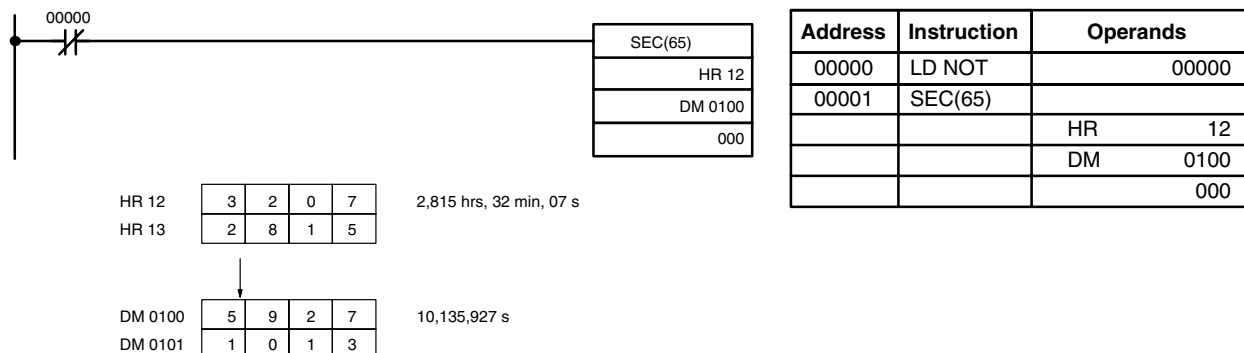 00000
SEC(65)
HR 12
DM 0100
000
Address Instruction Operands
00000 LD NOT 00000
00001 SEC(65)
HR 12
DM 0100
000
HR 12 3 2 0 7 2,815 hrs, 32 min, 07 s
HR 13 2 8 1 5
DM 0100 5 9 2 7 10,135,927 s
DM 0101 1 0 1 3